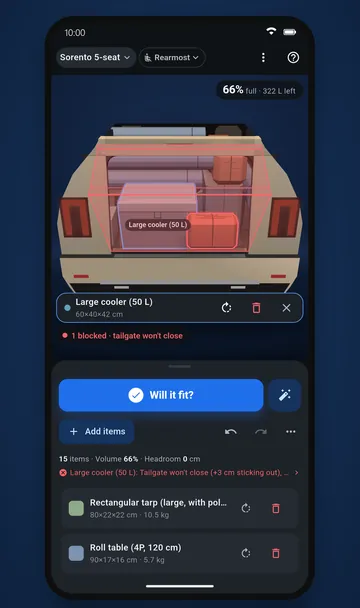 10:00
Sorento 5-seat
Rearmost
66% full · 322 L left
Large cooler (50 L)
Large cooler (50 L)
60×40×42 cm
1 blocked · tailgate won't close
Will it fit?
Add items
15 items · Volume 66% · Headroom 0 cm
Large cooler (50 L): Tailgate won't close (+3 cm sticking out), ...
Rectangular tarp (large, with pol...
80×22×22 cm · 10.5 kg
Roll table (4P, 120 cm)
90×17×16 cm · 5.7 kg